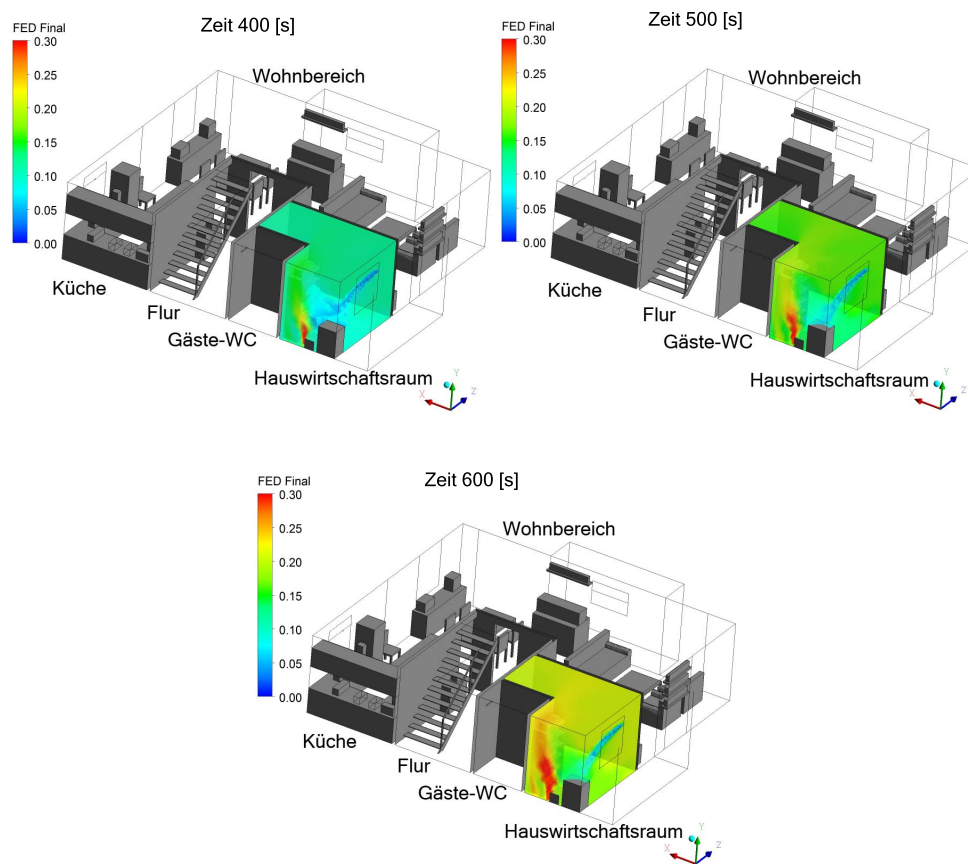 FED Final
Zeit 400 [s]
0.30
0.25
0.20
0.15
0.10
0.05
0.00
Wohnbereich
Küche
Flur
Gäste-WC
Hauswirtschaftsraum
X
Y
Z
FED Final
Zeit 500 [s]
0.30
0.25
0.20
0.15
0.10
0.05
0.00
Wohnbereich
Küche
Flur
Gäste-WC
Hauswirtschaftsraum
X
Y
Z
FED Final
Zeit 600 [s]
0.30
0.25
0.20
0.15
0.10
0.05
0.00
Wohnbereich
Küche
Flur
Gäste-WC
Hauswirtschaftsraum
X
Y
Z